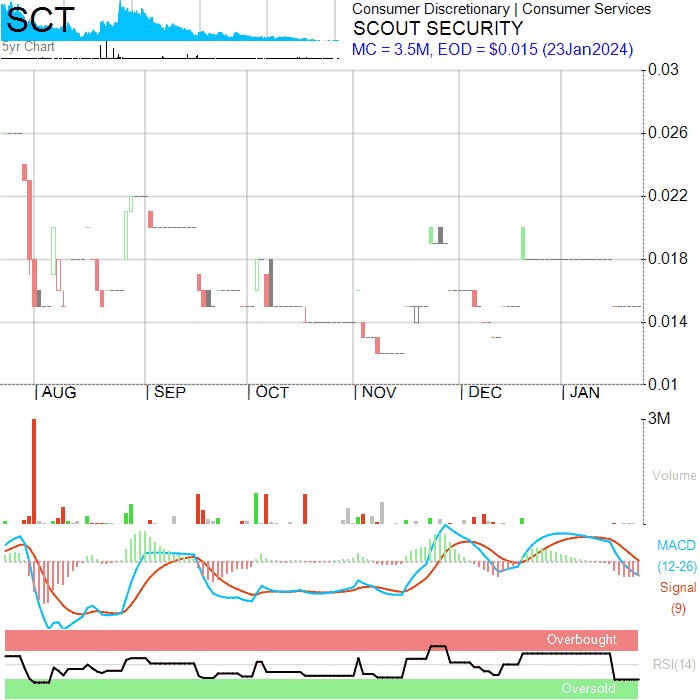 SCT
5yr Chart
Consumer Discretionary | Consumer Services
SCOUT SECURITY
MC = 3.5M, EOD = $0.015 (23Jan2024)
0.03
0.026
0.022
0.018
0.014
0.01
AUG
SEP
OCT
NOV
DEC
JAN
3M
Volume
MACD
(12-26)
Signal
(9)
Overbought
RSI(14)
Oversold